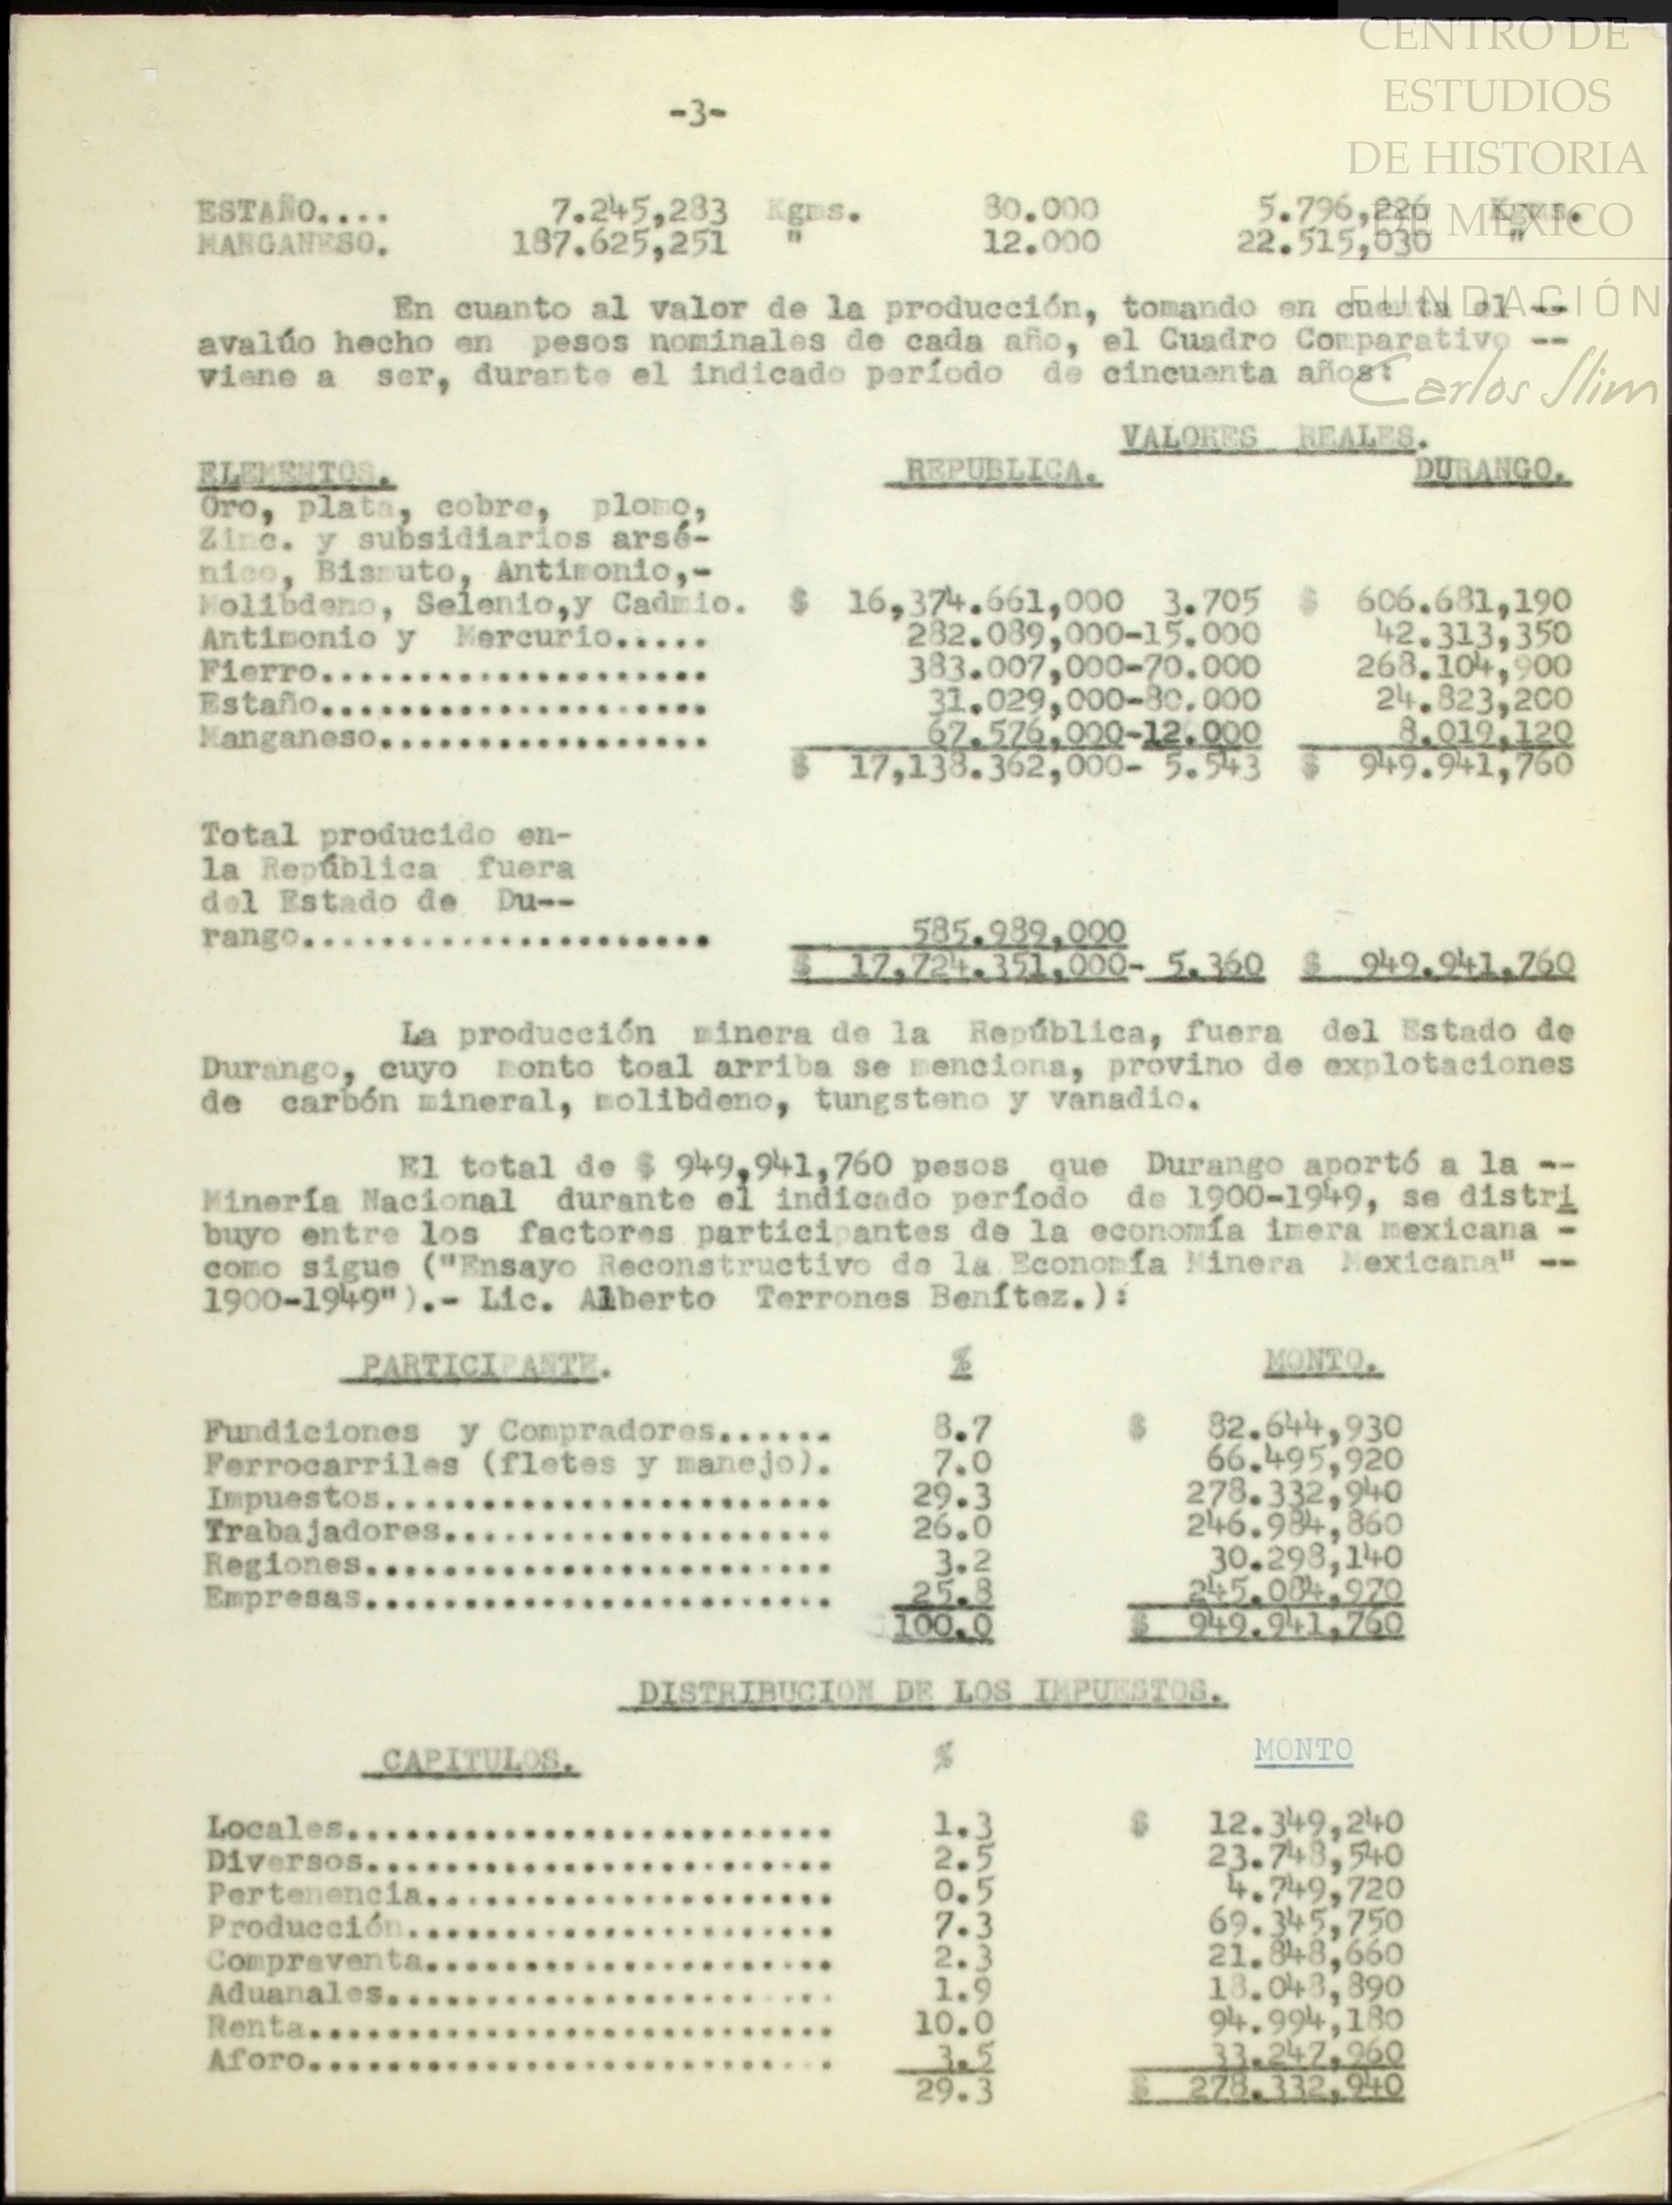 CENTRO DE
ESTUDIOS
DE HISTORIA
DE MÉXICO
FUNDACIÓN
Carlos Slim
-3-
ESTAÑO.... 7.245,283 Kgms. 80.000 5.796,226 Kgms.
MANGANESO. 187.625,251 " 12.000 22.515,030 "
En cuanto al valor de la producción, tomando en cuenta el --
avalúo hecho en pesos nominales de cada año, el Cuadro Comparativo --
viene a ser, durante el indicado período de cincuenta años:
VALORES REALES.
ELEMENTOS. REPUBLICA. DURANGO.
Oro, plata, cobre, plomo,
Zinc. y subsidiarios arsé-
nico, Bismuto, Antimonio,-
Molibdeno, Selenio,y Cadmio. $ 16,374.661,000 3.705 $ 606.681,190
Antimonio y Mercurio..... 282.089,000-15.000 42.313,350
Fierro.................... 383.007,000-70.000 268.104,900
Estaño.................... 31.029,000-80.000 24.823,200
Manganeso................. 67.576,000-12.000 8.019,120
$ 17,138.362,000- 5.543 $ 949.941,760
Total producido en-
la República fuera
del Estado de Du--
rango..................... 585.989,000
$ 17,724.351,000- 5.360 $ 949.941,760
La producción minera de la República, fuera del Estado de
Durango, cuyo monto toal arriba se menciona, provino de explotaciones
de carbón mineral, molibdeno, tungsteno y vanadio.
El total de $ 949,941,760 pesos que Durango aportó a la --
Minería Nacional durante el indicado período de 1900-1949, se distri
buyo entre los factores participantes de la economía imera mexicana -
como sigue ("Ensayo Reconstructivo de la Economía Minera Mexicana" --
1900-1949").- Lic. Alberto Terrones Benítez.):
PARTICIPANTE. % MONTO.
Fundiciones y Compradores...... 8.7 $ 82.644,930
Ferrocarriles (fletes y manejo). 7.0 66.495,920
Impuestos....................... 29.3 278.332,940
Trabajadores.................... 26.0 246.984,860
Regiones........................ 3.2 30.298,140
Empresas........................ 25.8 245.084,970
100.0 $ 949.941,760
DISTRIBUCION DE LOS IMPUESTOS.
CAPITULOS. % MONTO
Locales......................... 1.3 $ 12.349,240
Diversos........................ 2.5 23.748,540
Pertenencia..................... 0.5 4.749,720
Producción...................... 7.3 69.345,750
Compraventa..................... 2.3 21.848,660
Aduanales....................... 1.9 18.048,890
Renta........................... 10.0 94.994,180
Aforo........................... 3.5 33.247,960
29.3 $ 278.332,940